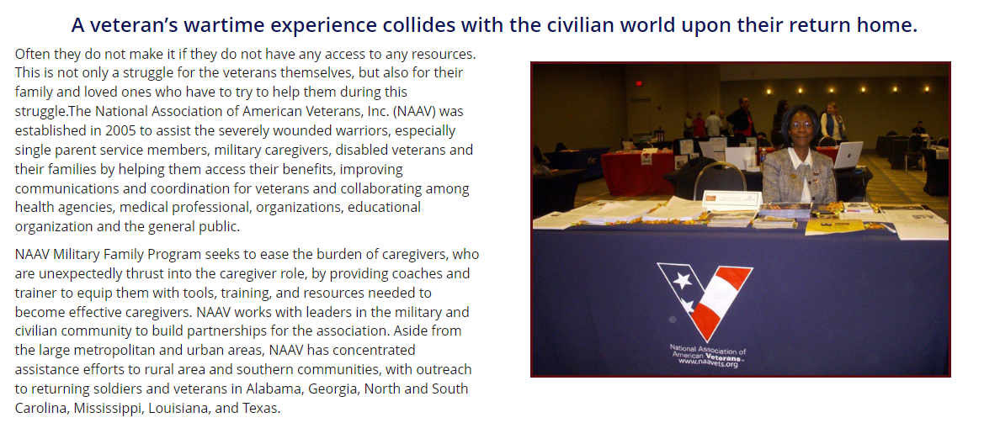 A veteran's wartime experience collides with the civilian world upon their return home.
Often they do not make it if they do not have any access to any resources.
This is not only a struggle for the veterans themselves, but also for their
family and loved ones who have to try to help them during this
struggle.The National Association of American Veterans, Inc. (NAAV) was
established in 2005 to assist the severely wounded warriors, especially
single parent service members, military caregivers, disabled veterans and
their families by helping them access their benefits, improving
communications and coordination for veterans and collaborating among
health agencies, medical professional, organizations, educational
organization and the general public.
NAAV Military Family Program seeks to ease the burden of caregivers, who
are unexpectedly thrust into the caregiver role, by providing coaches and
trainer to equip them with tools, training, and resources needed to
become effective caregivers. NAAV works with leaders in the military and
civilian community to build partnerships for the association. Aside from
the large metropolitan and urban areas, NAAV has concentrated
assistance efforts to rural area and southern communities, with outreach
to returning soldiers and veterans in Alabama, Georgia, North and South
Carolina, Mississippi, Louisiana, and Texas.
National Association of
American Veterans
www.naavets.org